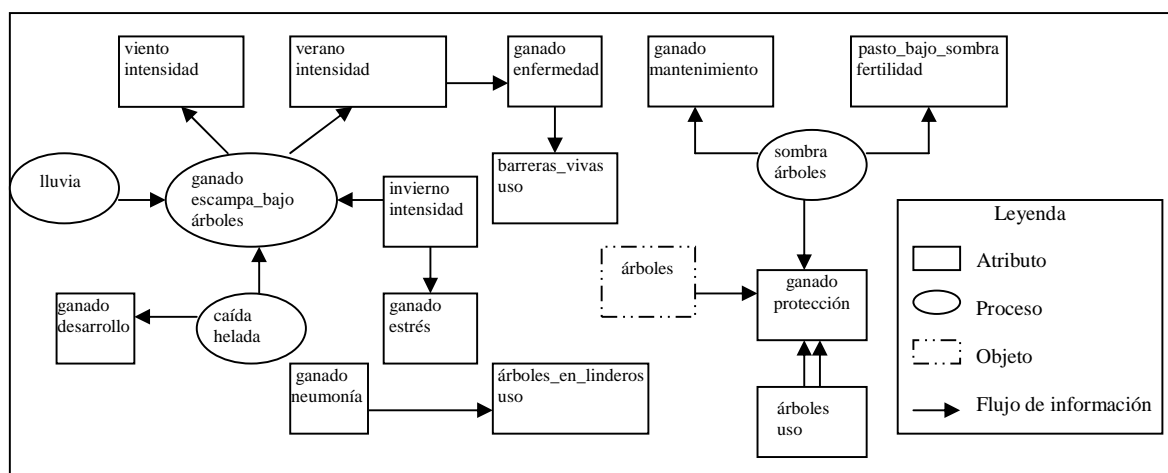 viento
intensidad
verano
intensidad
ganado
enfermedad
ganado
mantenimiento
pasto_bajo_sombra
fertilidad
lluvia
ganado
escampa_bajo
árboles
invierno
intensidad
barreras_vivas
uso
sombra
árboles
ganado
desarrollo
caída
helada
ganado
estrés
árboles
ganado
protección
ganado
neumonía
árboles_en_linderos
uso
árboles
uso
Leyenda
Atributo
Proceso
Objeto
Flujo de información